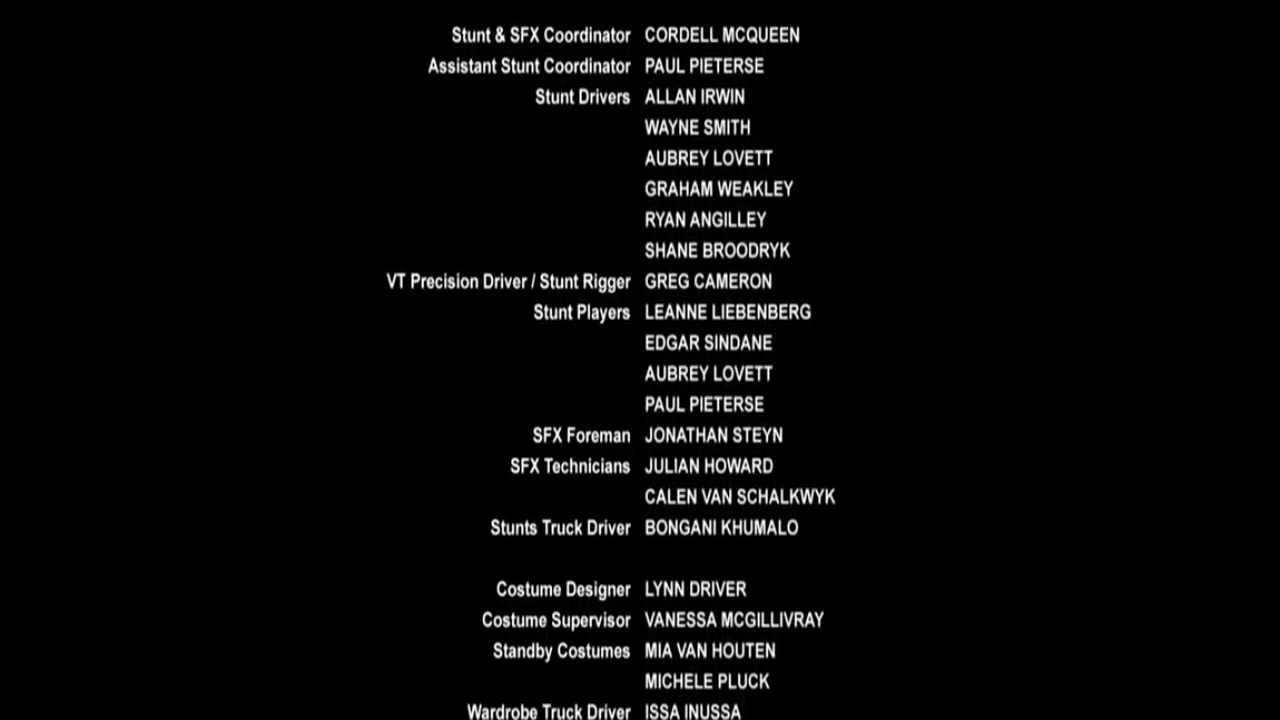 Stunt & SFX Coordinator CORDELL MCQUEEN
Assistant Stunt Coordinator PAUL PIETERSE
Stunt Drivers ALLAN IRWIN
WAYNE SMITH
AUBREY LOVETT
GRAHAM WEAKLEY
RYAN ANGILLEY
SHANE BROODRYK
VT Precision Driver / Stunt Rigger GREG CAMERON
Stunt Players LEANNE LIEBENBERG
EDGAR SINDANE
AUBREY LOVETT
PAUL PIETERSE
SFX Foreman JONATHAN STEYN
SFX Technicians JULIAN HOWARD
CALEN VAN SCHALKWYK
Stunts Truck Driver BONGANI KHUMALO
Costume Designer LYNN DRIVER
Costume Supervisor VANESSA MCGILLIVRAY
Standby Costumes MIA VAN HOUTEN
MICHELE PLUCK
Wardrobe Truck Driver ISSA INUSSA